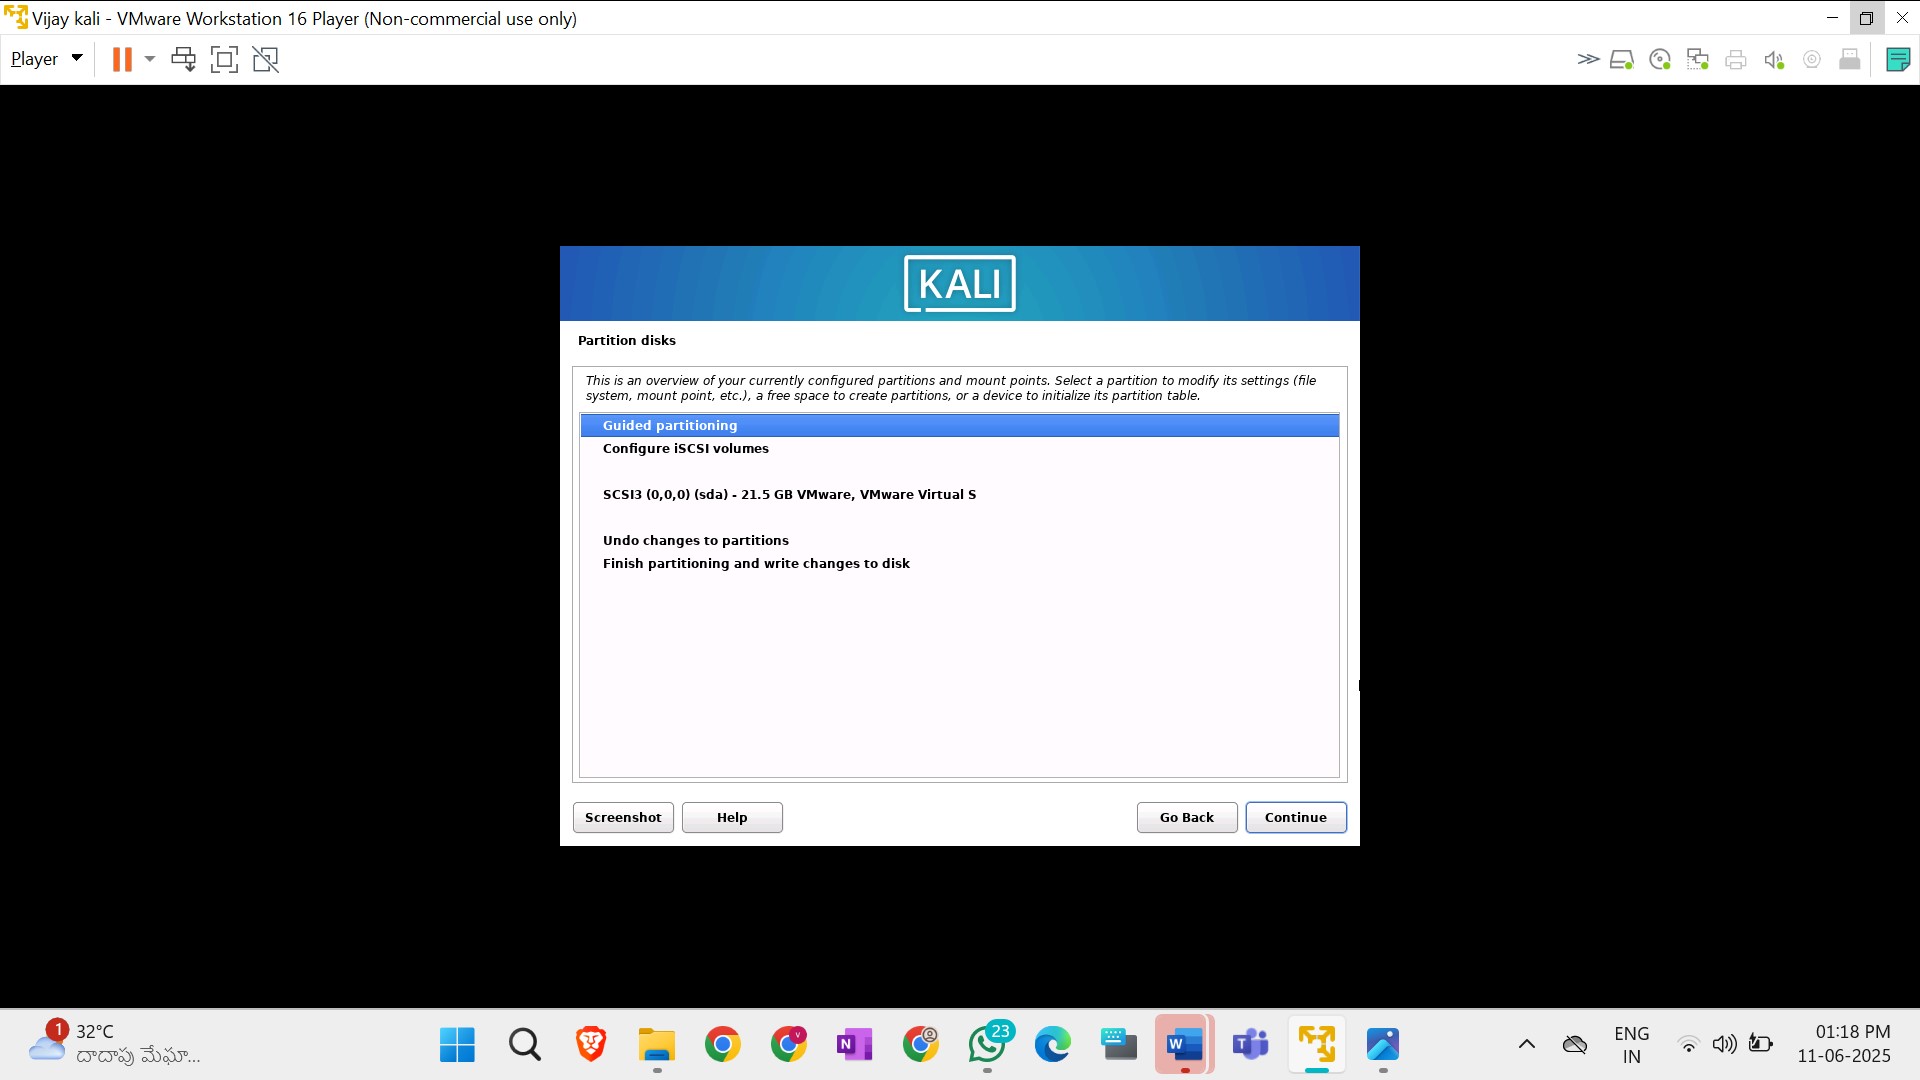 Vijay kali - VMware Workstation 16 Player (Non-commercial use only)
Player
KALI
Partition disks
This is an overview of your currently configured partitions and mount points. Select a partition to modify its settings (file
system, mount point, etc.), a free space to create partitions, or a device to initialize its partition table.
Guided partitioning
Configure iSCSI volumes
SCSI3 (0,0,0) (sda) - 21.5 GB VMware, VMware Virtual S
Undo changes to partitions
Finish partitioning and write changes to disk
Screenshot
Help
Go Back
Continue
1
32°C
దాదాపు మేఘా...
N
v
23
W
T
ENG
IN
01:18 PM
11-06-2025